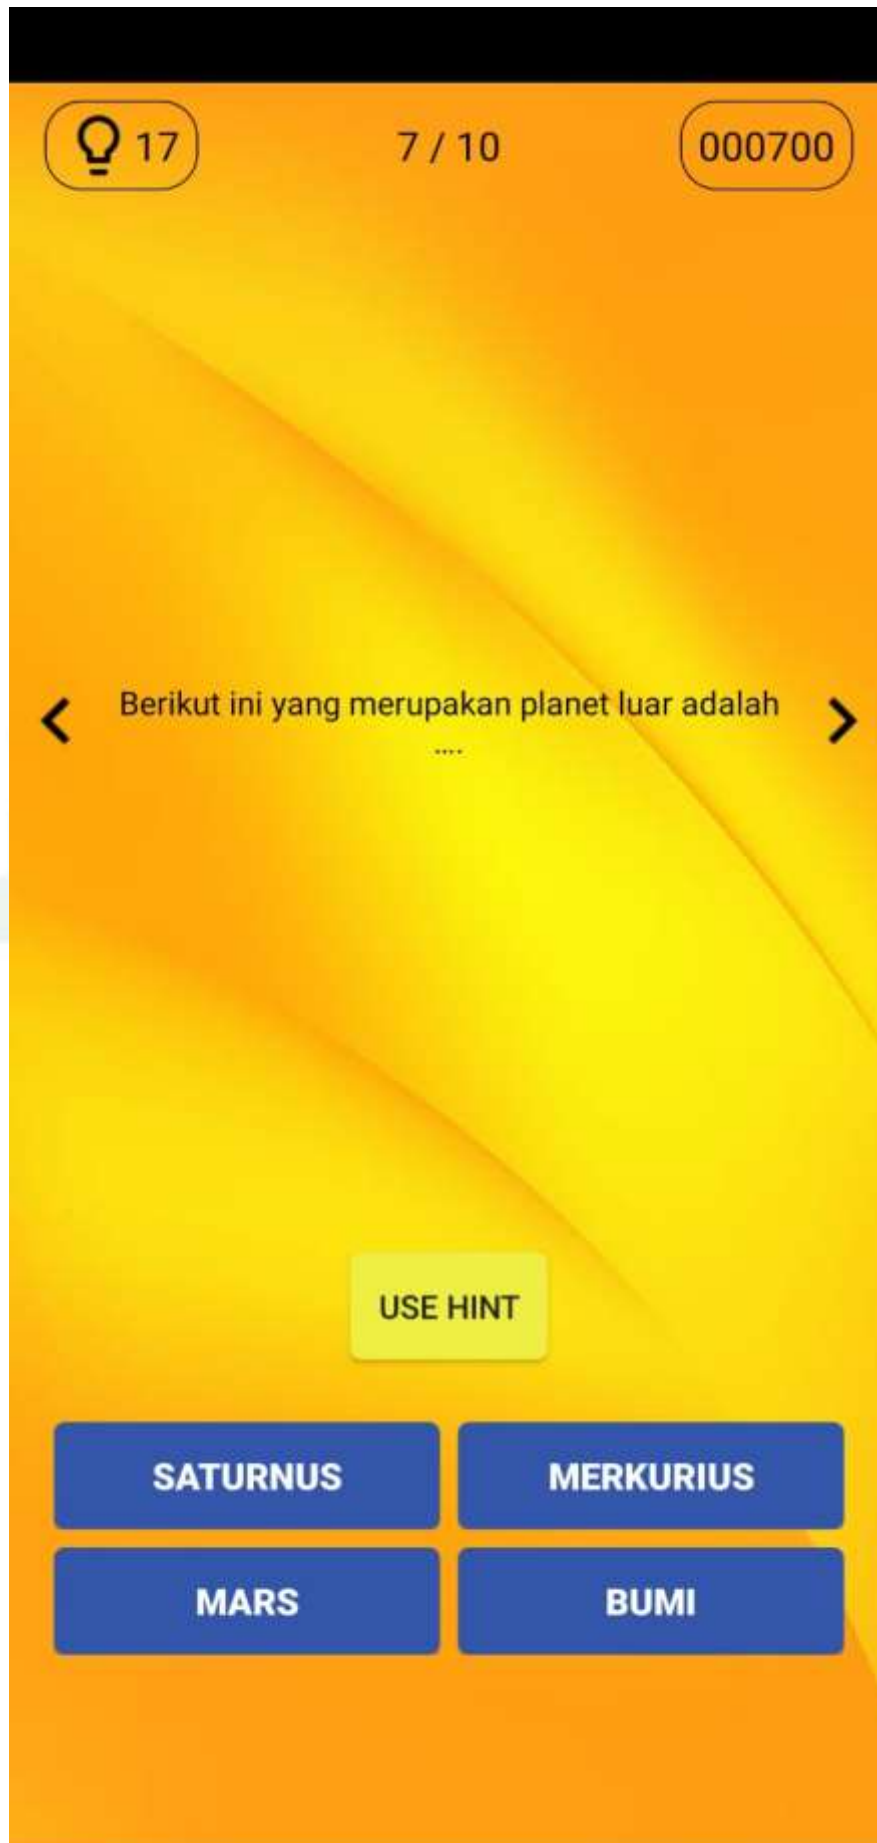 17
7 / 10
000700
Berikut ini yang merupakan planet luar adalah
....
USE HINT
SATURNUS
MERKURIUS
MARS
BUMI